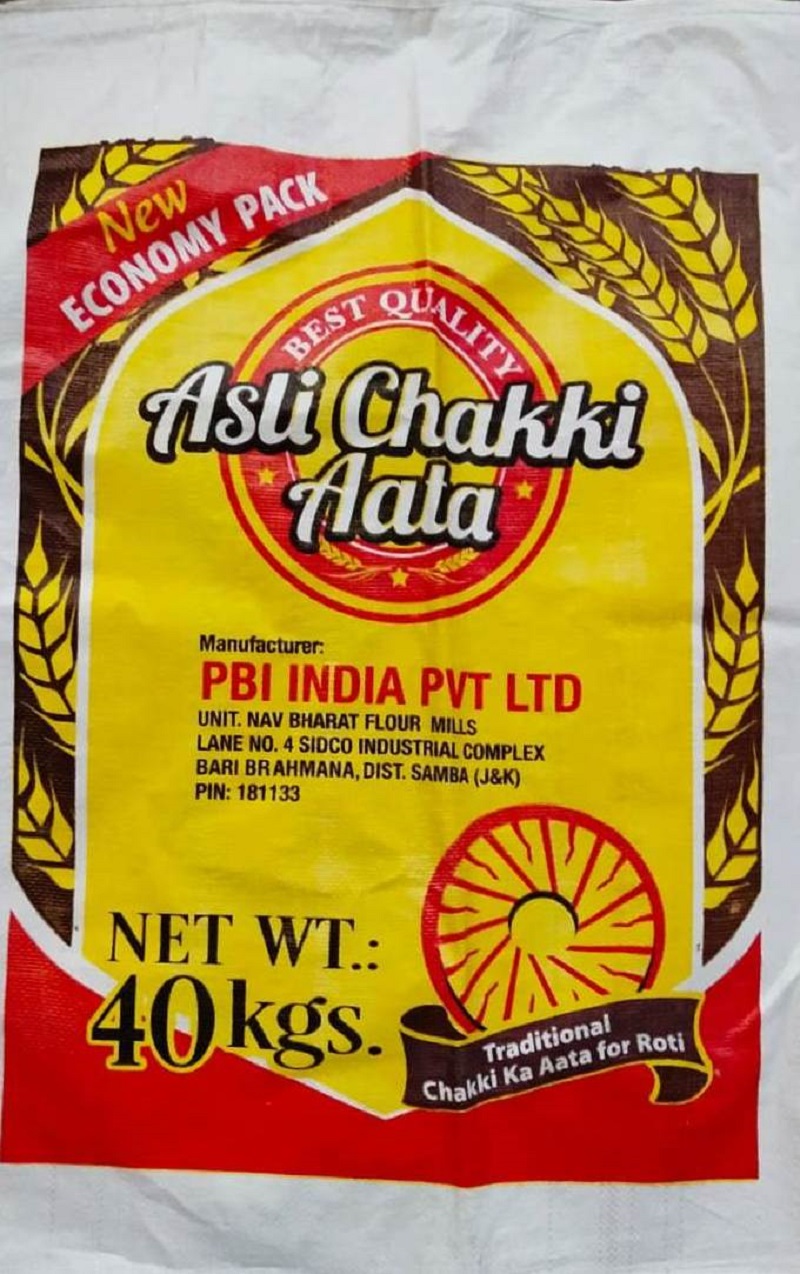 New
ECONOMY PACK
BEST QUALITY
Asli Chakki
Aata
Manufacturer:
PBI INDIA PVT LTD
UNIT. NAV BHARAT FLOUR MILLS
LANE NO. 4 SIDCO INDUSTRIAL COMPLEX
BARI BRAHMANA, DIST. SAMBA (J&K)
PIN: 181133
NET WT.:
40 kgs.
Traditional
Chakki Ka Aata for Roti